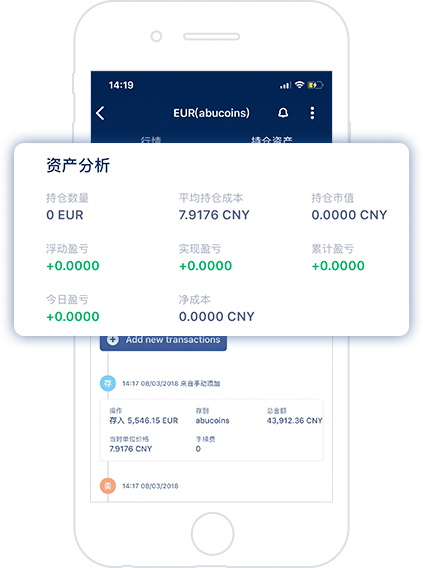 14:19
EUR(abucoins)
行情 持仓资产
资产分析
持仓数量 平均持仓成本 持仓市值
0 EUR 7.9176 CNY 0.0000 CNY
浮动盈亏 实现盈亏 累计盈亏
+0.0000 +0.0000 +0.0000
今日盈亏 净成本
+0.0000 0.0000 CNY
Add new transactions
存 14:17 08/03/2018 来自手动添加
操作 存到 总金额
存入 5,546.15 EUR abucoins 43,912.36 CNY
当时单位价格 手续费
7.9176 CNY 0
卖 14:17 08/03/2018